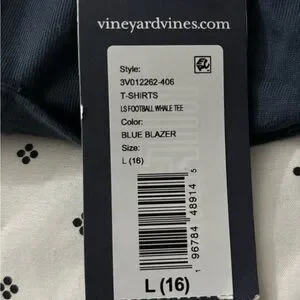 vineyardvines.com
Style:
3V012262-406
T-SHIRTS
LS FOOTBALL WHALE TEE
Color:
BLUE BLAZER
Size:
L (16)
1 96784 48914 5
L (16)